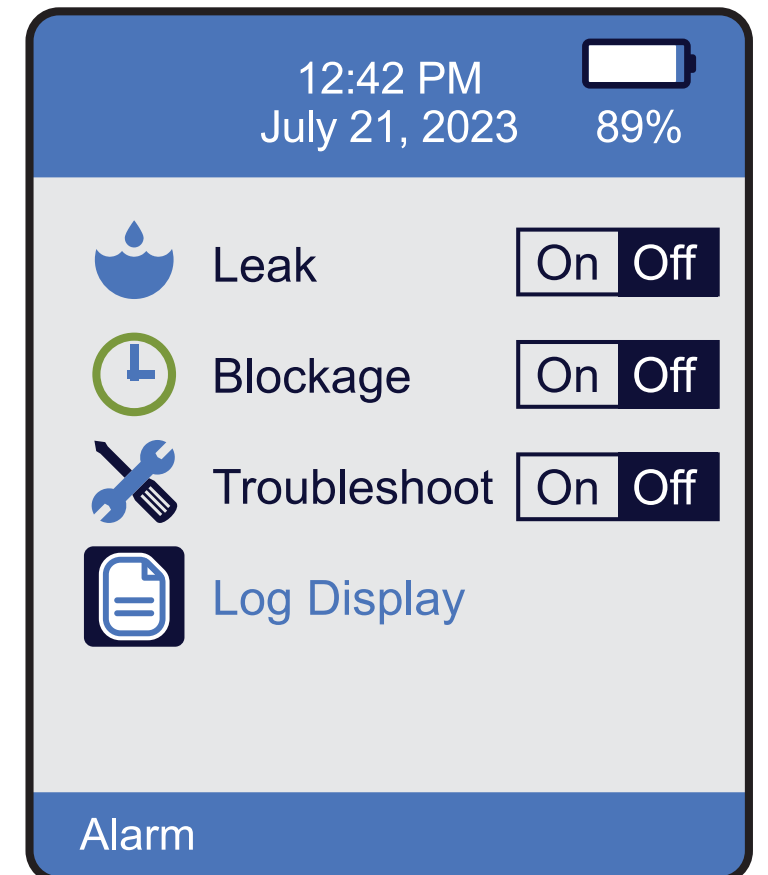 12:42 PM
July 21, 2023 89%
Leak On Off
Blockage On Off
Troubleshoot On Off
Log Display
Alarm